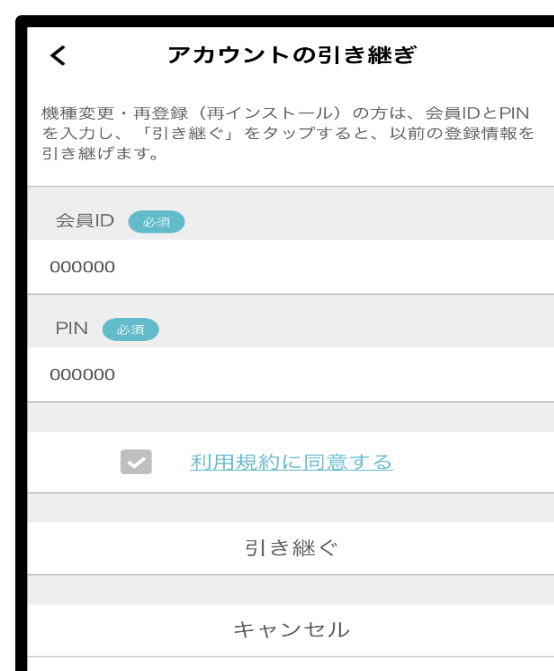 アカウントの引き継ぎ
機種変更・再登録（再インストール）の方は、会員IDとPIN
を入力し、「引き継ぐ」をタップすると、以前の登録情報を
引き継げます。
会員ID 必須
000000
PIN 必須
000000
利用規約に同意する
引き継ぐ
キャンセル